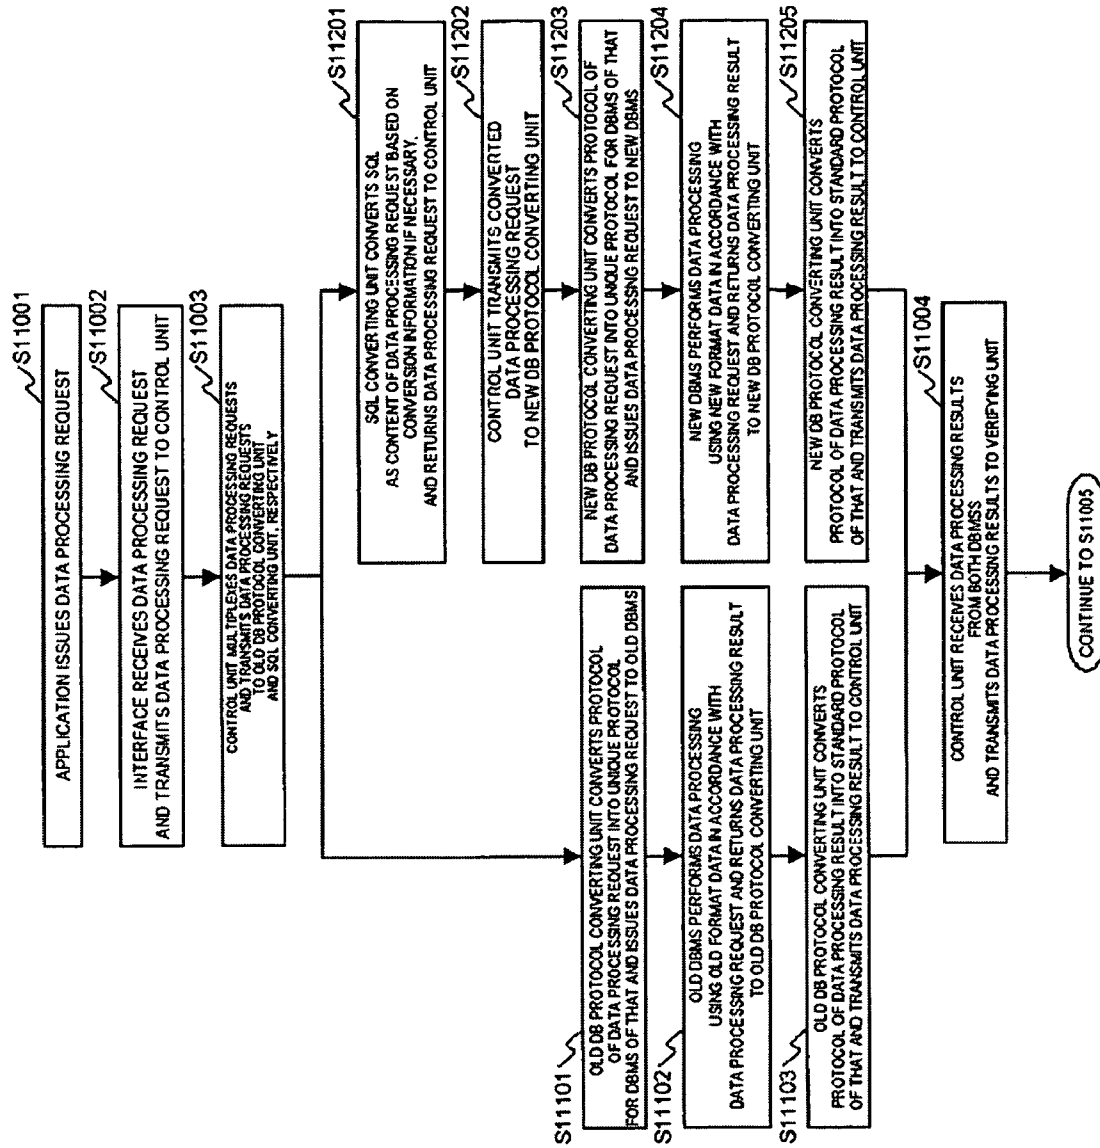 S11001
APPLICATION ISSUES DATA PROCESSING REQUEST
S11002
INTERFACE RECEIVES DATA PROCESSING REQUEST
AND TRANSMITS DATA PROCESSING REQUEST TO CONTROL UNIT
S11003
CONTROL UNIT MULTIPLEXES DATA PROCESSING REQUESTS
AND TRANSMITS DATA PROCESSING REQUESTS
TO OLD DB PROTOCOL CONVERTING UNIT
AND SQL CONVERTING UNIT, RESPECTIVELY
S11101
OLD DB PROTOCOL CONVERTING UNIT CONVERTS PROTOCOL
OF DATA PROCESSING REQUEST INTO UNIQUE PROTOCOL
FOR DBMS OF THAT AND ISSUES DATA PROCESSING REQUEST TO OLD DBMS
S11102
OLD DBMS PERFORMS DATA PROCESSING
USING OLD FORMAT DATA IN ACCORDANCE WITH
DATA PROCESSING REQUEST AND RETURNS DATA PROCESSING RESULT
TO OLD DB PROTOCOL CONVERTING UNIT
S11103
OLD DB PROTOCOL CONVERTING UNIT CONVERTS
PROTOCOL OF DATA PROCESSING RESULT INTO STANDARD PROTOCOL
OF THAT AND TRANSMITS DATA PROCESSING RESULT TO CONTROL UNIT
S11201
SQL CONVERTING UNIT CONVERTS SQL
AS CONTENT OF DATA PROCESSING REQUEST BASED ON
CONVERSION INFORMATION IF NECESSARY.
AND RETURNS DATA PROCESSING REQUEST TO CONTROL UNIT
S11202
CONTROL UNIT TRANSMITS CONVERTED
DATA PROCESSING REQUEST
TO NEW DB PROTOCOL CONVERTING UNIT
S11203
NEW DB PROTOCOL CONVERTING UNIT CONVERTS PROTOCOL OF
DATA PROCESSING REQUEST INTO UNIQUE PROTOCOL FOR DBMS OF THAT
AND ISSUES DATA PROCESSING REQUEST TO NEW DBMS
S11204
NEW DBMS PERFORMS DATA PROCESSING
USING NEW FORMAT DATA IN ACCORDANCE WITH
DATA PROCESSING REQUEST AND RETURNS DATA PROCESSING RESULT
TO NEW DB PROTOCOL CONVERTING UNIT
S11205
NEW DB PROTOCOL CONVERTING UNIT CONVERTS
PROTOCOL OF DATA PROCESSING RESULT INTO STANDARD PROTOCOL
OF THAT AND TRANSMITS DATA PROCESSING RESULT TO CONTROL UNIT
S11004
CONTROL UNIT RECEIVES DATA PROCESSING RESULTS
FROM BOTH DBMSS
AND TRANSMITS DATA PROCESSING RESULTS TO VERIFYING UNIT
CONTINUE TO S11005